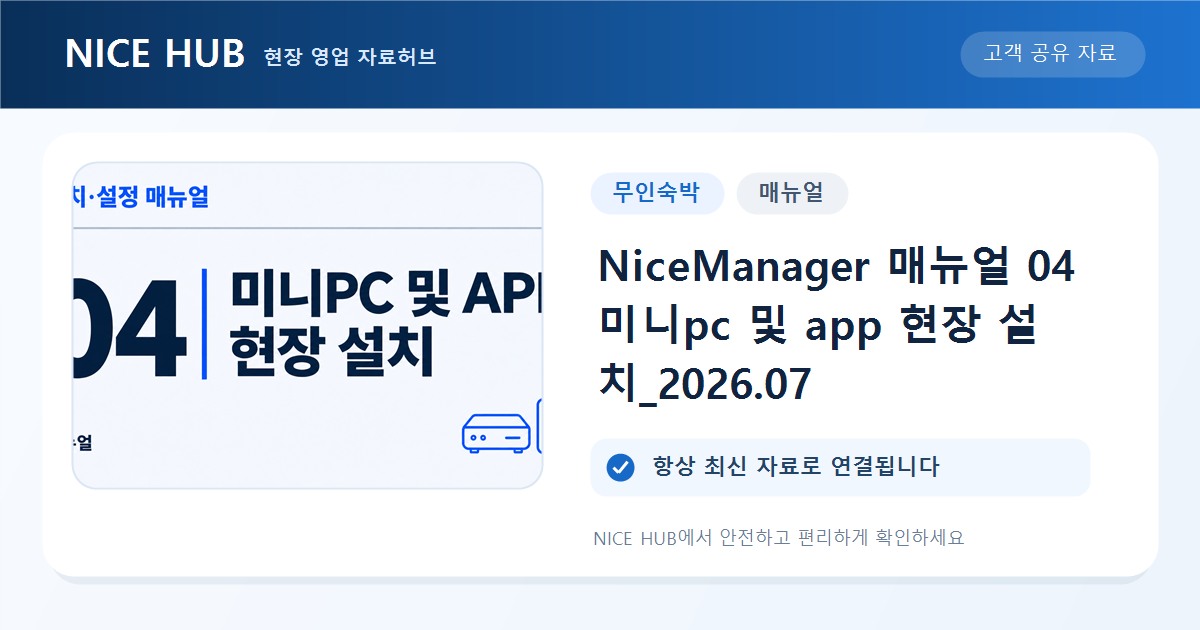 NICE HUB 현장 영업 자료허브
고객 공유 자료
치·설정 매뉴얼
04
미니PC 및 APP
현장 설치
뉴얼
무인숙박
매뉴얼
NiceManager 매뉴얼 04
미니pc 및 app 현장 설
치_2026.07
항상 최신 자료로 연결됩니다
NICE HUB에서 안전하고 편리하게 확인하세요